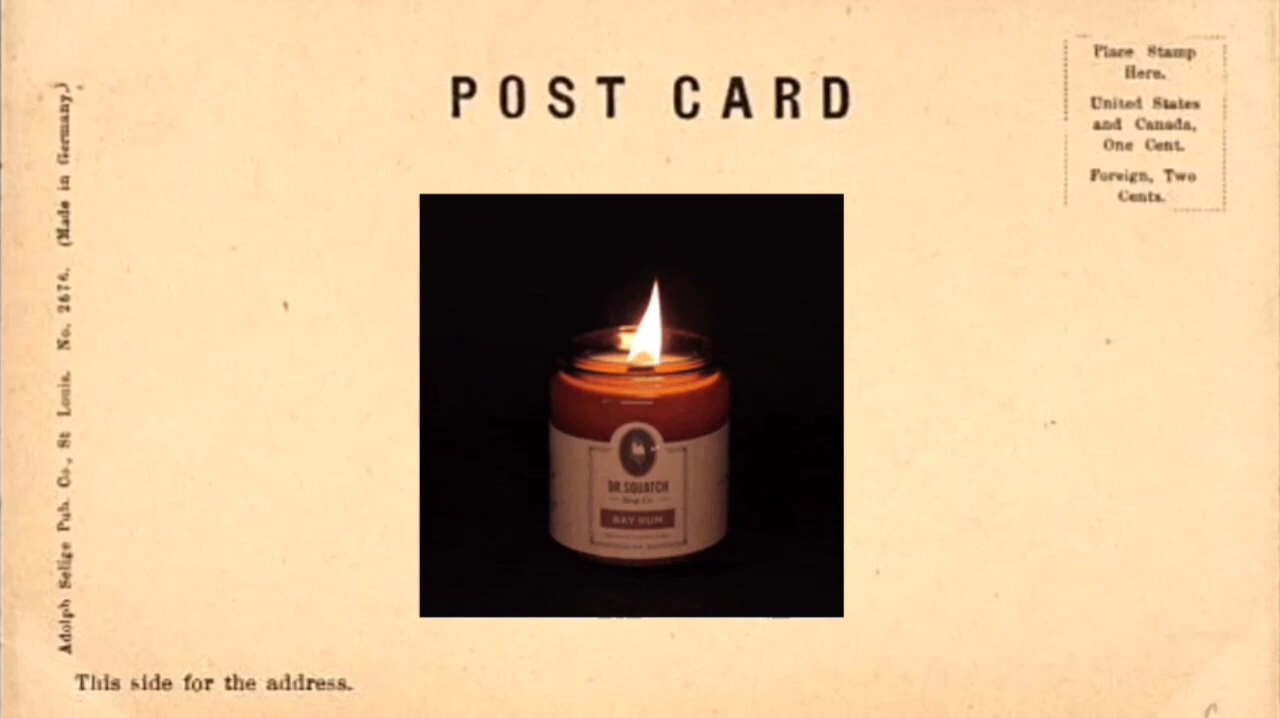 POST CARD
Place Stamp
Here.
United States
and Canada,
One Cent.
Foreign, Two
Cents.
Adolph Selige Pub. Co., St Louis. No. 2674. (Made in Germany.)
DR. SQUATCH
Soap Co
BAY RUM
This side for the address.